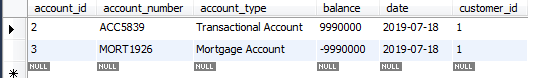 account_id account_number account_type balance date customer_id
2 ACC5839 Transactional Account 9990000 2019-07-18 1
3 MORT1926 Mortgage Account -9990000 2019-07-18 1
NULL NULL NULL NULL NULL NULL